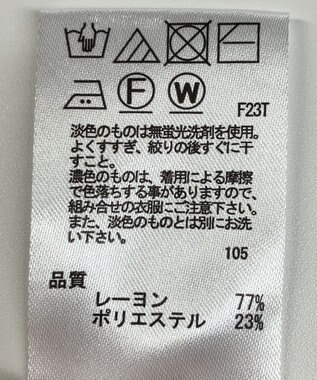 F W F23T
淡色のものは無蛍光洗剤を使用。
よくすすぎ、絞りの後すぐに干
すこと。
濃色のものは、着用による摩擦
で色落ちする事がありますので、
組み合せの衣服にご注意下さい。
また、淡色のものとは別にお洗
い下さい。
105
品質
レーヨン 77%
ポリエステル 23%